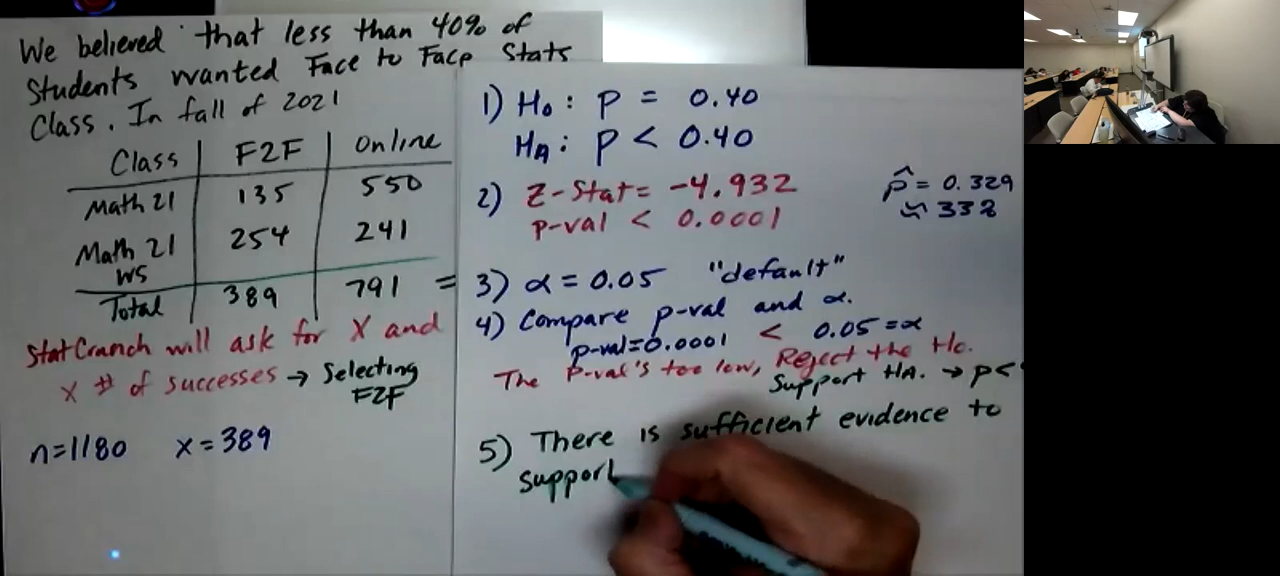 We believed that less than 40% of
Students wanted Face to Face Stats
Class. In fall of 2021
Class F2F Online
Math 21 135 550
Math 21 WS 254 241
Total 389 791 =
StatCrunch will ask for X and
X # of successes → Selecting
F2F
n=1180 x=389
1) Ho: p = 0.40
HA: p < 0.40
2) Z-Stat = -4.932
p-val < 0.0001
p̂ = 0.329
≈ 33%
3) α = 0.05 "default"
4) Compare p-val and α.
p-val=0.0001 < 0.05=α
The P-val's too low, Reject the Ho.
Support HA. → p<
5) There is sufficient evidence to
support